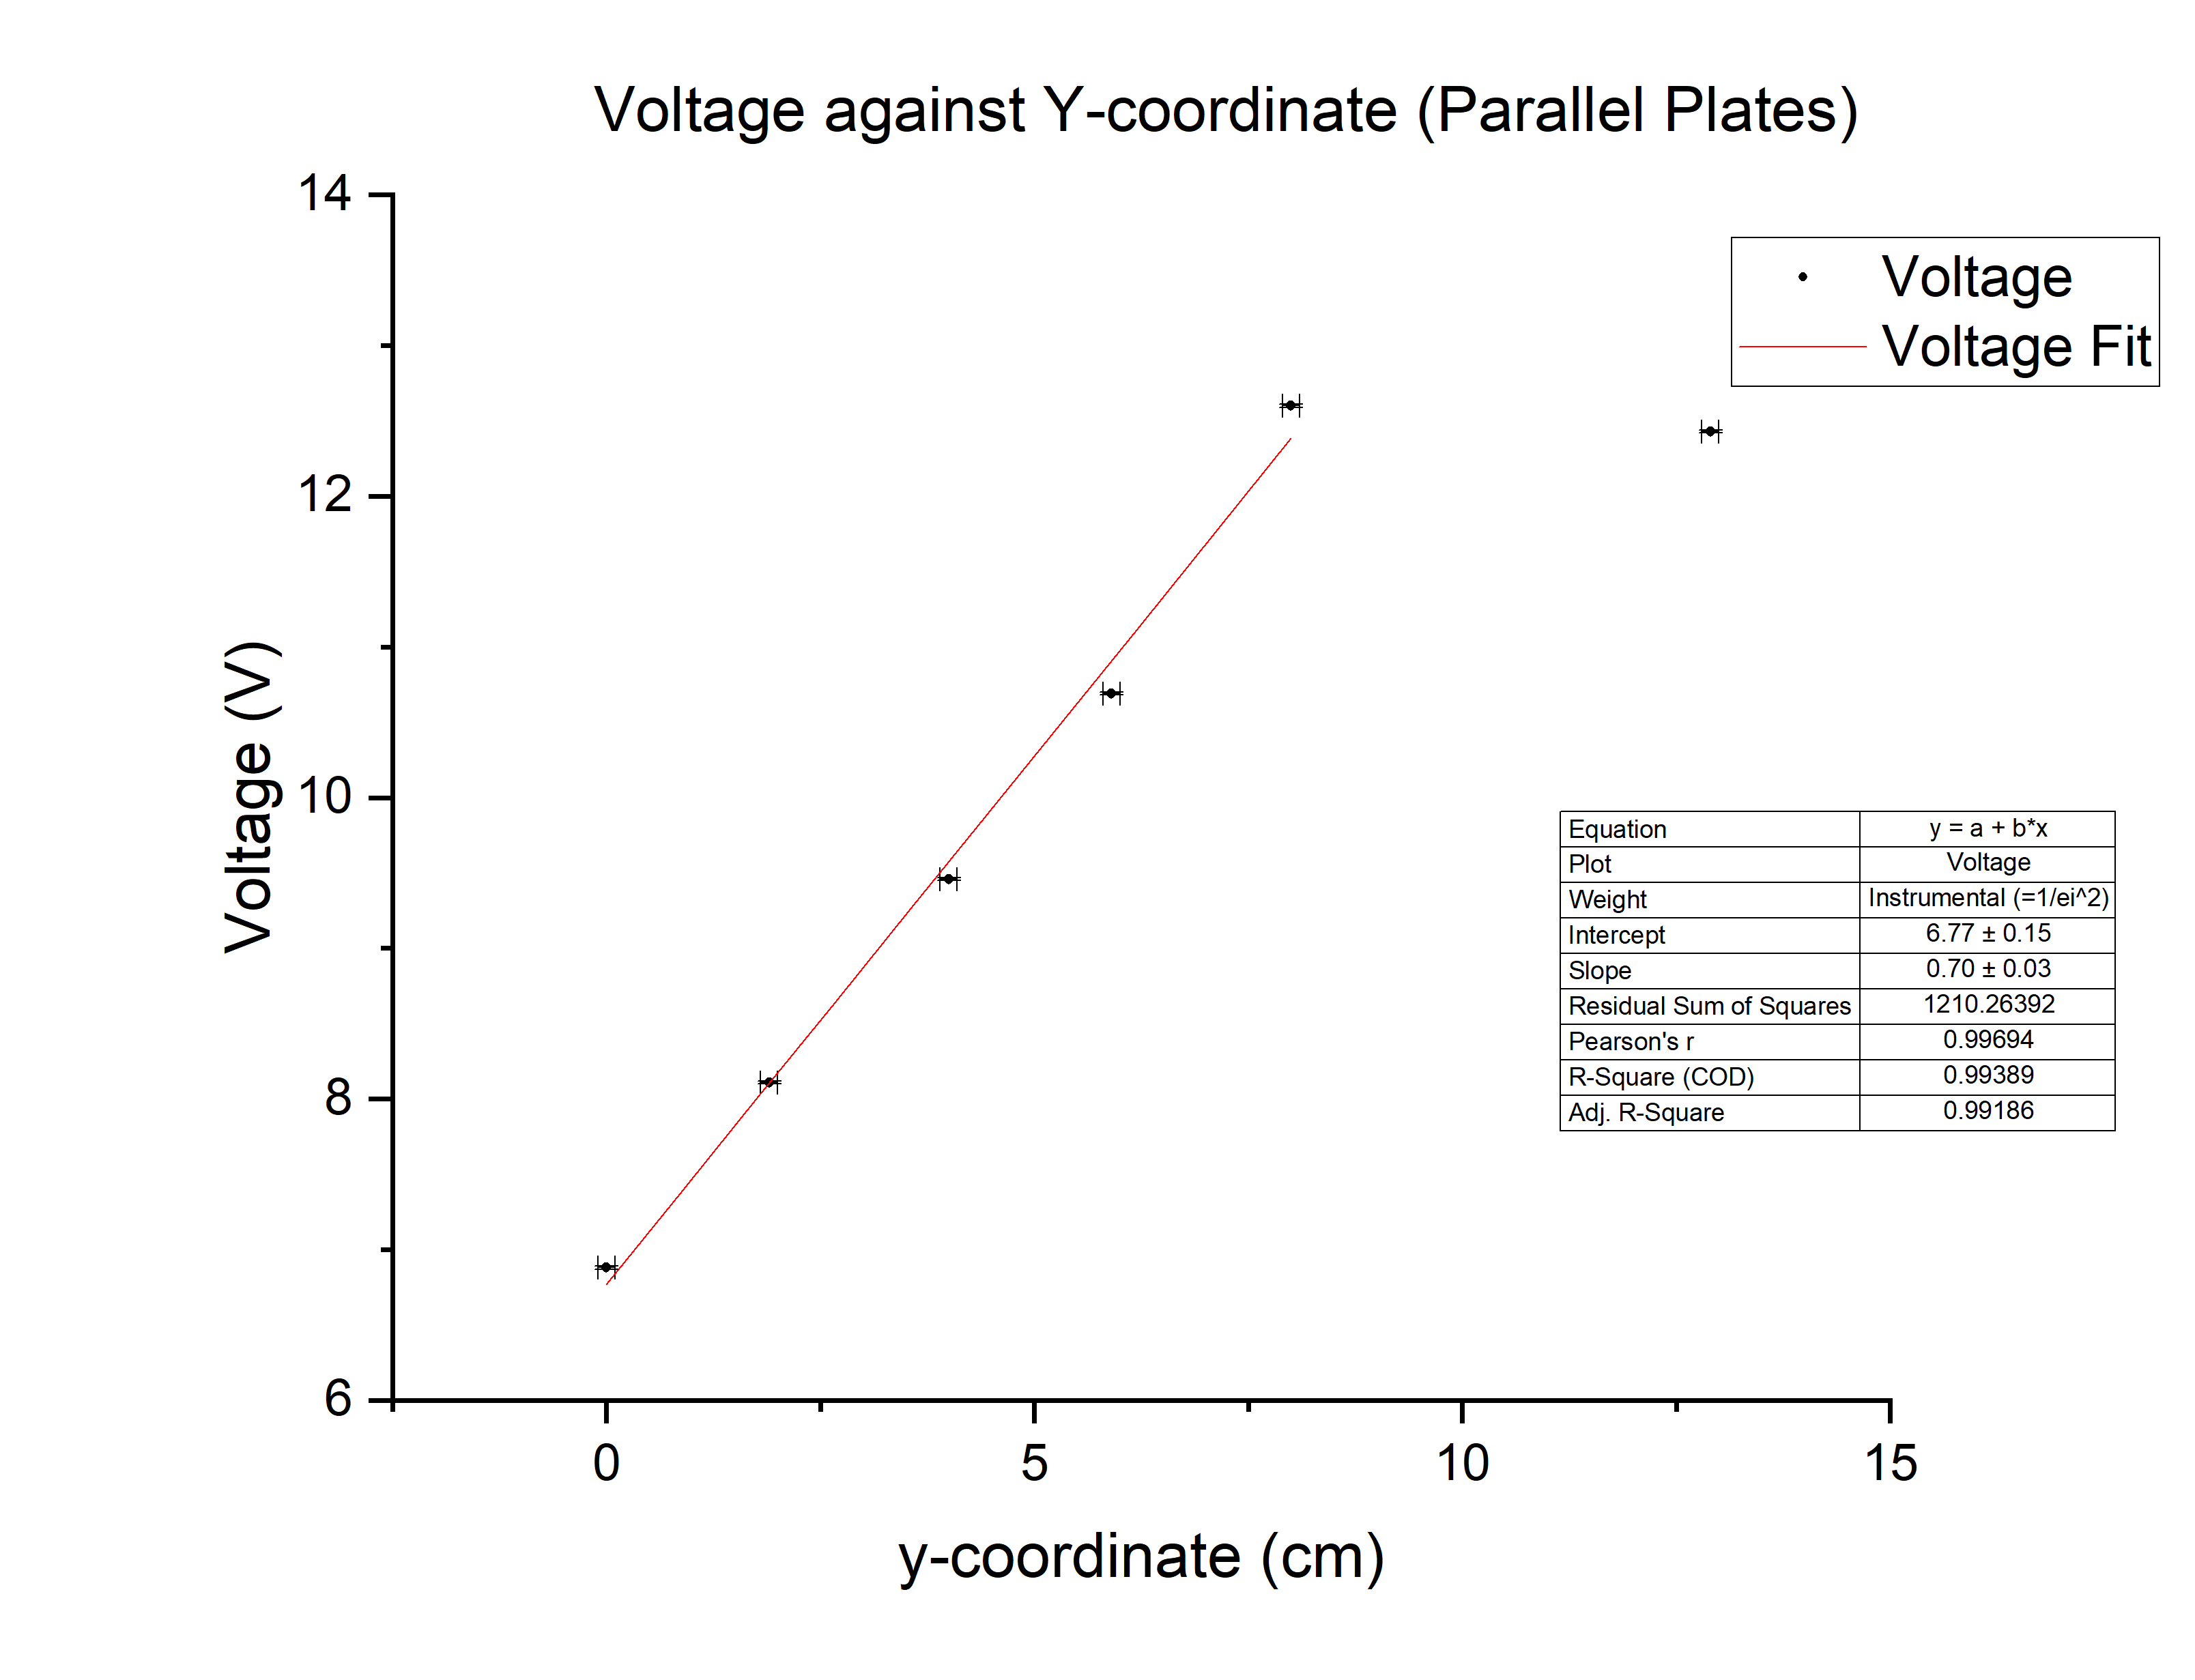 Voltage against Y-coordinate (Parallel Plates)
14
12
10
8
6
Voltage (V)
Voltage
Voltage Fit
Equation y = a + b*x
Plot Voltage
Weight Instrumental (=1/ei^2)
Intercept 6.77 ± 0.15
Slope 0.70 ± 0.03
Residual Sum of Squares 1210.26392
Pearson's r 0.99694
R-Square (COD) 0.99389
Adj. R-Square 0.99186
0 5 10 15
y-coordinate (cm)